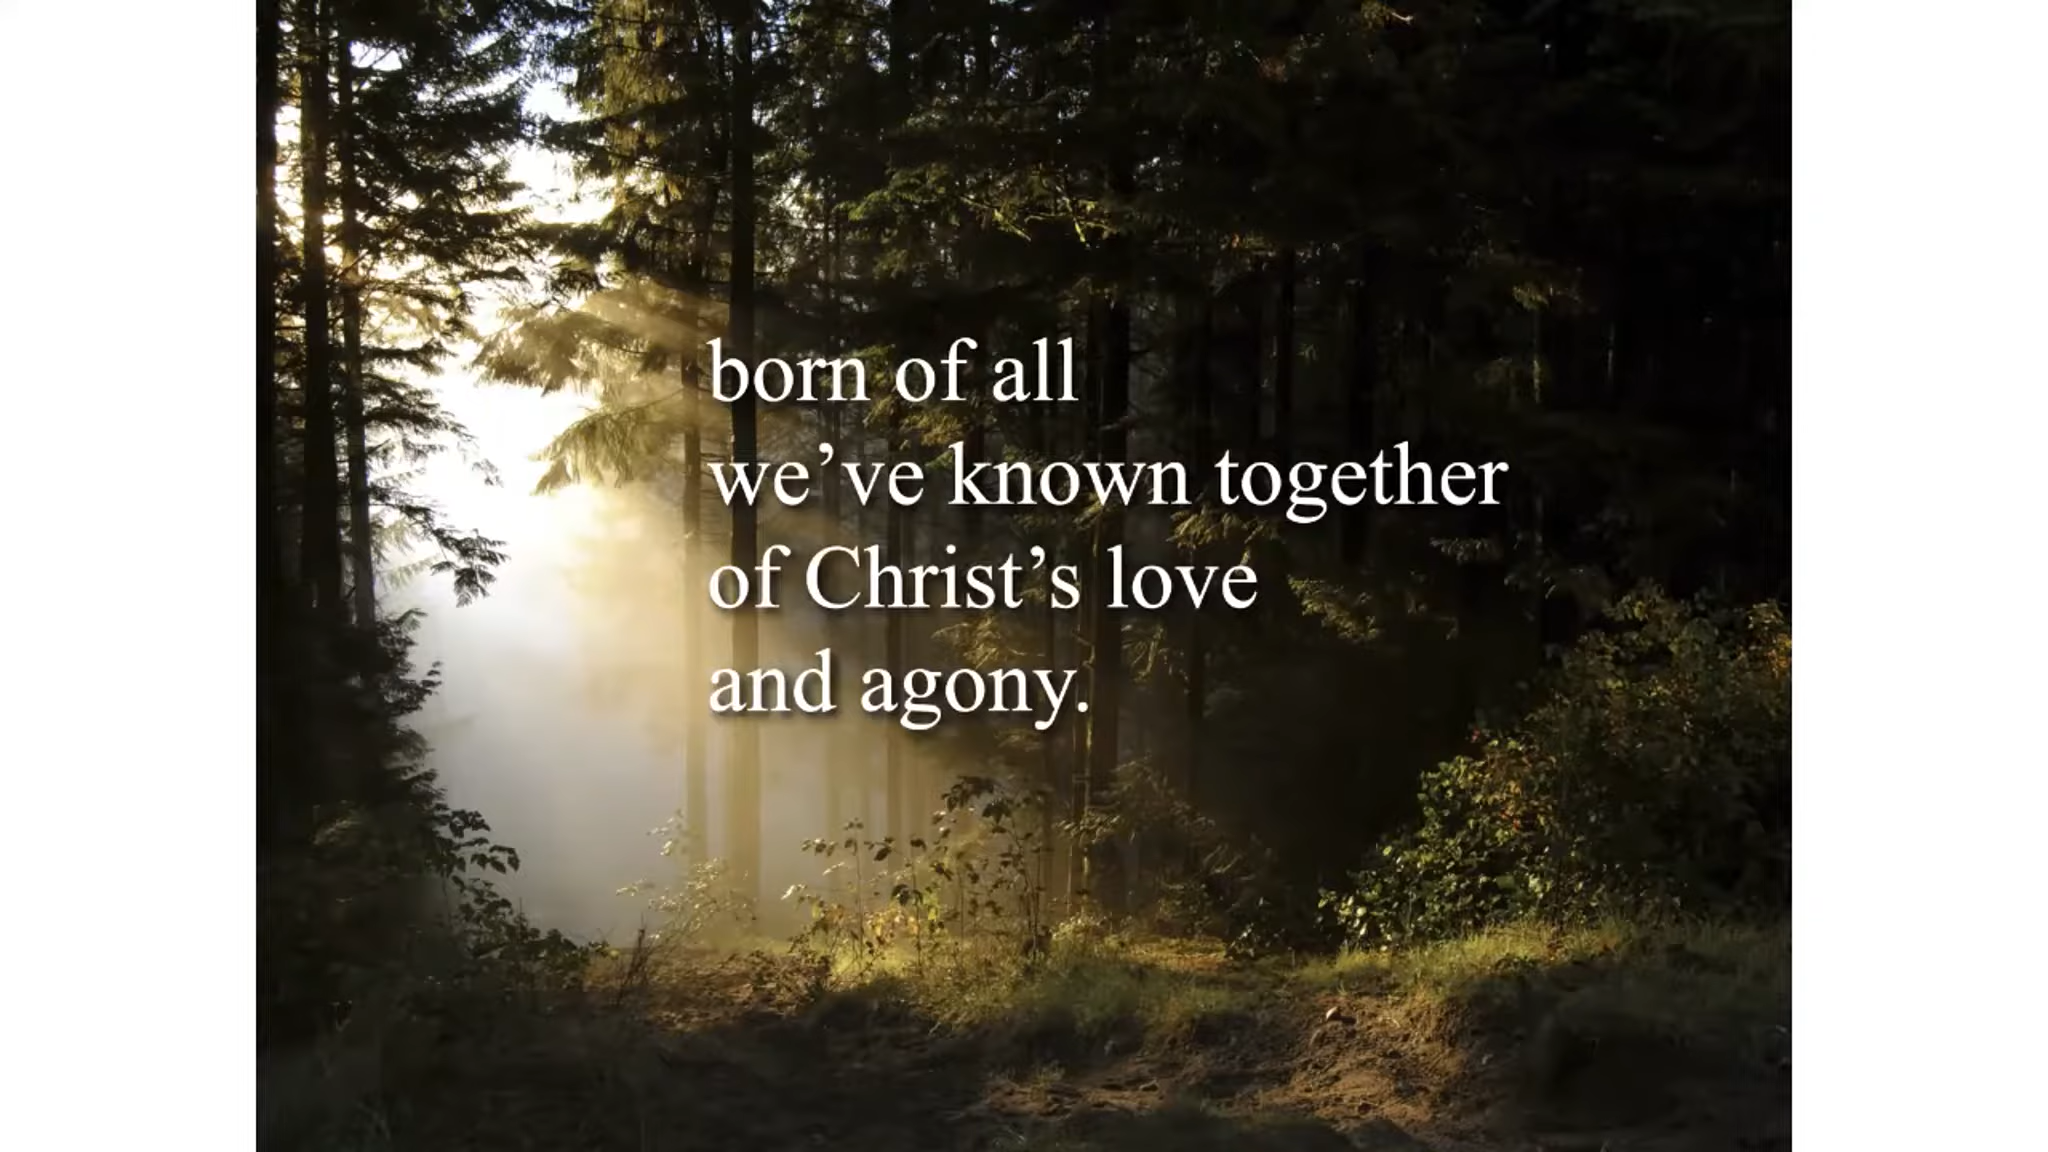 born of all
we’ve known together
of Christ’s love
and agony.